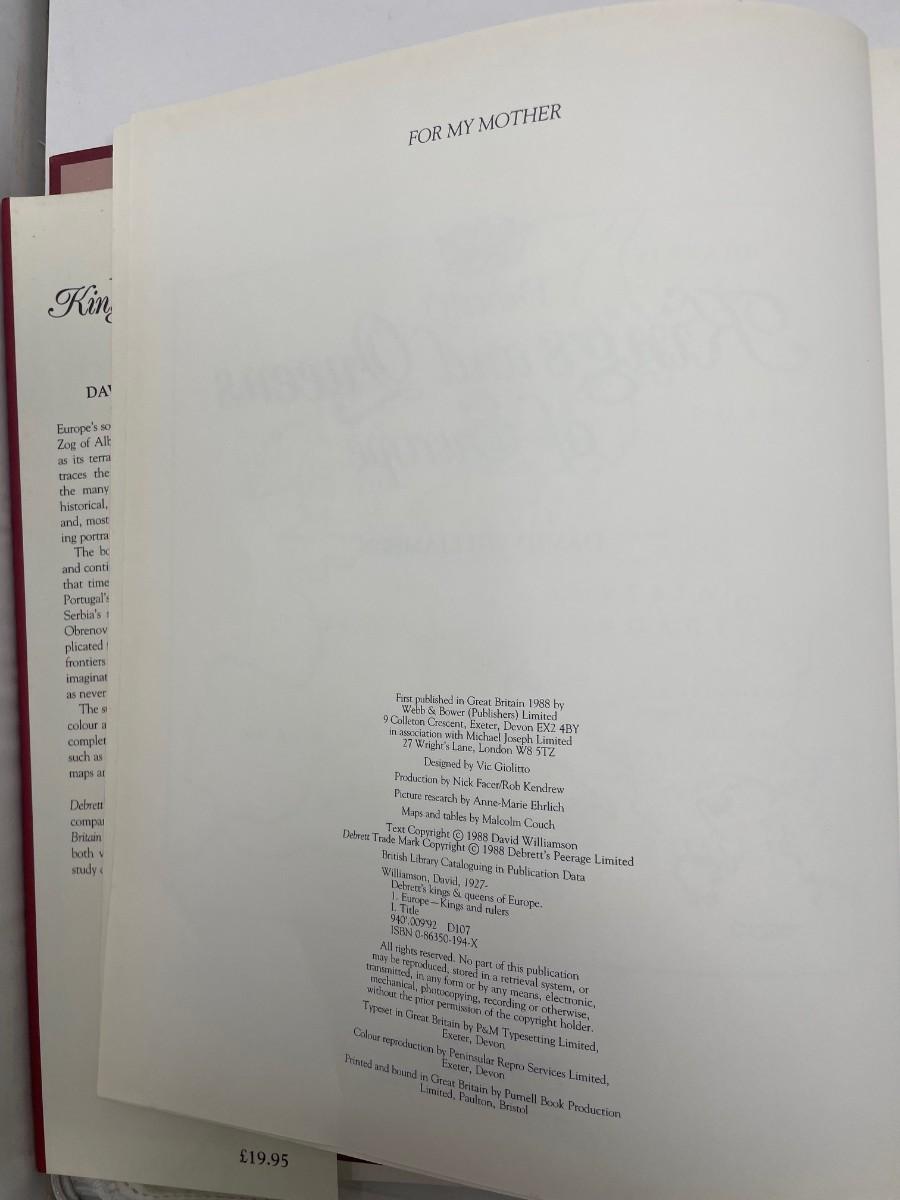 FOR MY MOTHER
First published in Great Britain 1988 by
Webb & Bower (Publishers) Limited
9 Colleton Crescent, Exeter, Devon EX2 4BY
in association with Michael Joseph Limited
27 Wright's Lane, London W8 5TZ
Designed by Vic Giolitto
Production by Nick Facer/Rob Kendrew
Picture research by Anne-Marie Ehrlich
Maps and tables by Malcolm Couch
Text Copyright © 1988 David Williamson
Debrett Trade Mark Copyright © 1988 Debrett's Peerage Limited
British Library Cataloguing in Publication Data
Williamson, David, 1927-
Debrett's kings & queens of Europe.
1. Europe—Kings and rulers
I. Title
940'.009'92 D107
ISBN 0-86350-194-X
All rights reserved. No part of this publication
may be reproduced, stored in a retrieval system, or
transmitted, in any form or by any means, electronic,
mechanical, photocopying, recording or otherwise,
without the prior permission of the copyright holder.
Typeset in Great Britain by P&M Typesetting Limited,
Exeter, Devon
Colour reproduction by Peninsular Repro Services Limited,
Exeter, Devon
Printed and bound in Great Britain by Purnell Book Production
Limited, Paulton, Bristol
King
DAV
Europe's so
Zog of Alb
as its terra
traces the
the many
historical,
and, most
ing portra
The bo
and conti
that time
Portugal's
Serbia's
Obrenov
plicated
frontiers
imaginat
as never
The s
colour a
complet
such as
maps ar
Debrett
compa
Britain
both v
study
£19.95